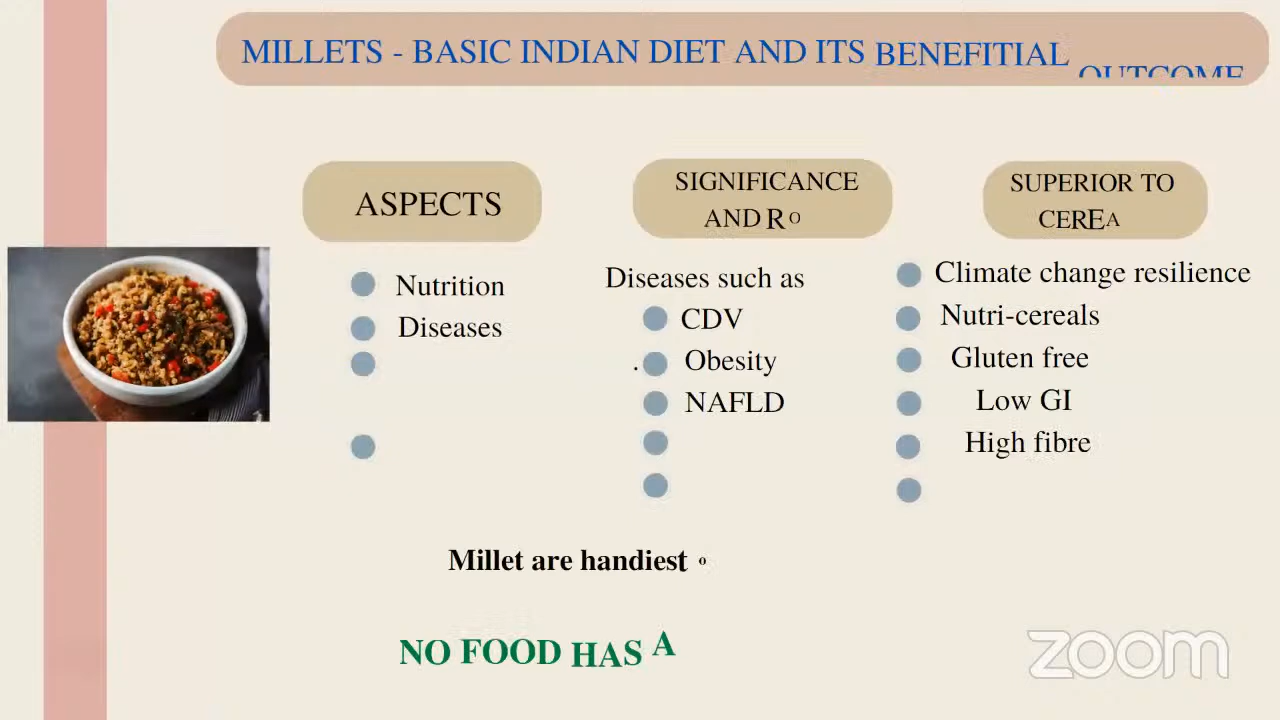 MILLETS - BASIC INDIAN DIET AND ITS BENEFITIAL OUTCOME
ASPECTS
Nutrition
Diseases
SIGNIFICANCE
AND R O
Diseases such as
CDV
. Obesity
NAFLD
SUPERIOR TO
CEREA
Climate change resilience
Nutri-cereals
Gluten free
Low GI
High fibre
Millet are handiest o
NO FOOD HAS A
zoom